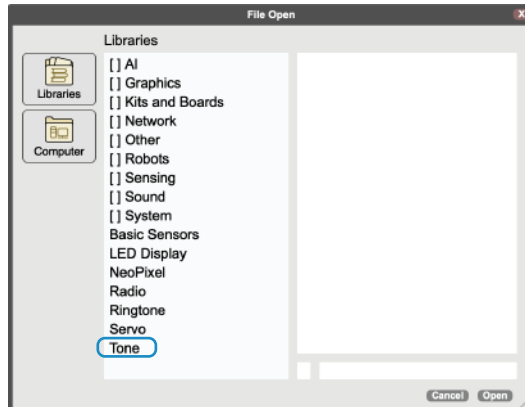 File Open
X
Libraries
Libraries
Computer
[ ] AI
[ ] Graphics
[ ] Kits and Boards
[ ] Network
[ ] Other
[ ] Robots
[ ] Sensing
[ ] Sound
[ ] System
Basic Sensors
LED Display
NeoPixel
Radio
Ringtone
Servo
Tone
Cancel Open